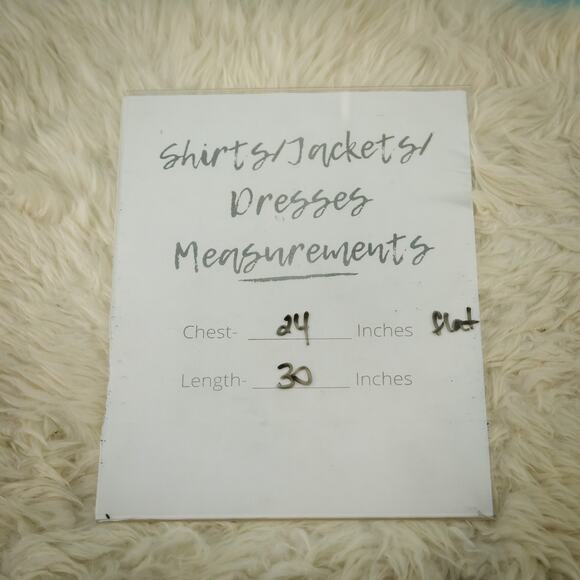 Shirts/Jackets/
Dresses
Measurements
Chest- 24 Inches flat
Length- 30 Inches